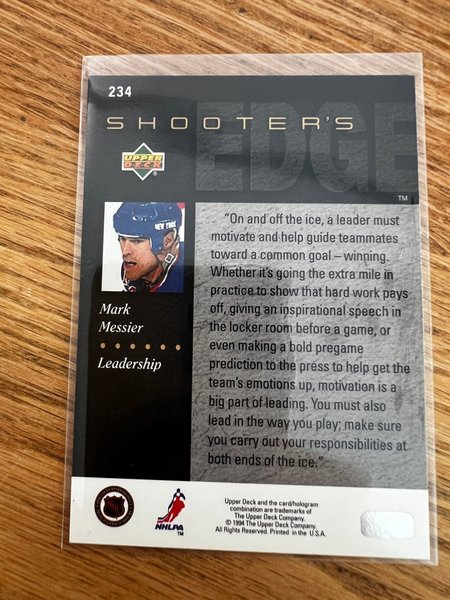 234
SHOOTER'S
EDGE
TM
UPPER
DECK
®
NEW YORK
"On and off the ice, a leader must
motivate and help guide teammates
toward a common goal – winning.
Whether it's going the extra mile in
practice to show that hard work pays
off, giving an inspirational speech in
the locker room before a game, or
even making a bold pregame
prediction to the press to help get the
team's emotions up, motivation is a
big part of leading. You must also
lead in the way you play; make sure
you carry out your responsibilities at
both ends of the ice."
Mark
Messier
Leadership
NHL
NHLPA
TM
Upper Deck and the card/hologram
combination are trademarks of
The Upper Deck Company.
© 1994 The Upper Deck Company.
All Rights Reserved. Printed in the U.S.A.